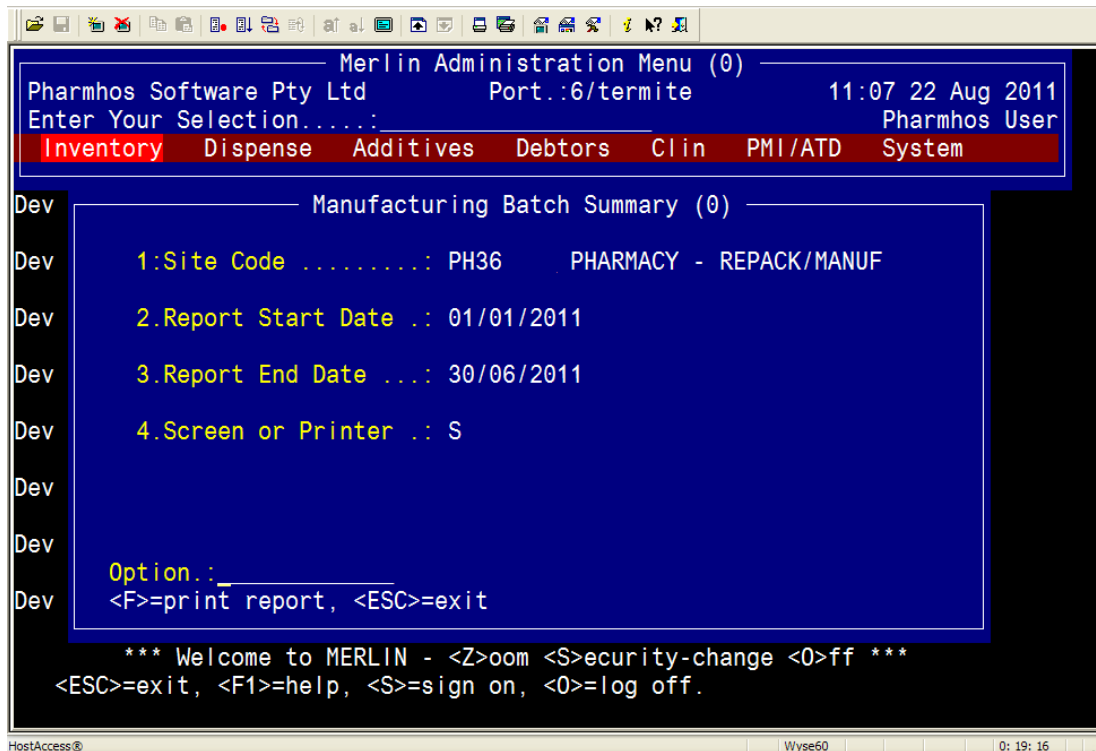 Merlin Administration Menu (0)
Pharmhos Software Pty Ltd Port.:6/termite 11:07 22 Aug 2011
Enter Your Selection.....:____________________ Pharmhos User
Inventory Dispense Additives Debtors Clin PMI/ATD System
Dev Manufacturing Batch Summary (0)
Dev 1:Site Code .........: PH36 PHARMACY - REPACK/MANUF
Dev 2.Report Start Date .: 01/01/2011
Dev 3.Report End Date ...: 30/06/2011
Dev 4.Screen or Printer .: S
Dev
Dev
Option.:_____________
Dev <F>=print report, <ESC>=exit
*** Welcome to MERLIN - <Z>oom <S>ecurity-change <O>ff ***
<ESC>=exit, <F1>=help, <S>=sign on, <O>=log off.
HostAccess® Wyse60 0: 19: 16